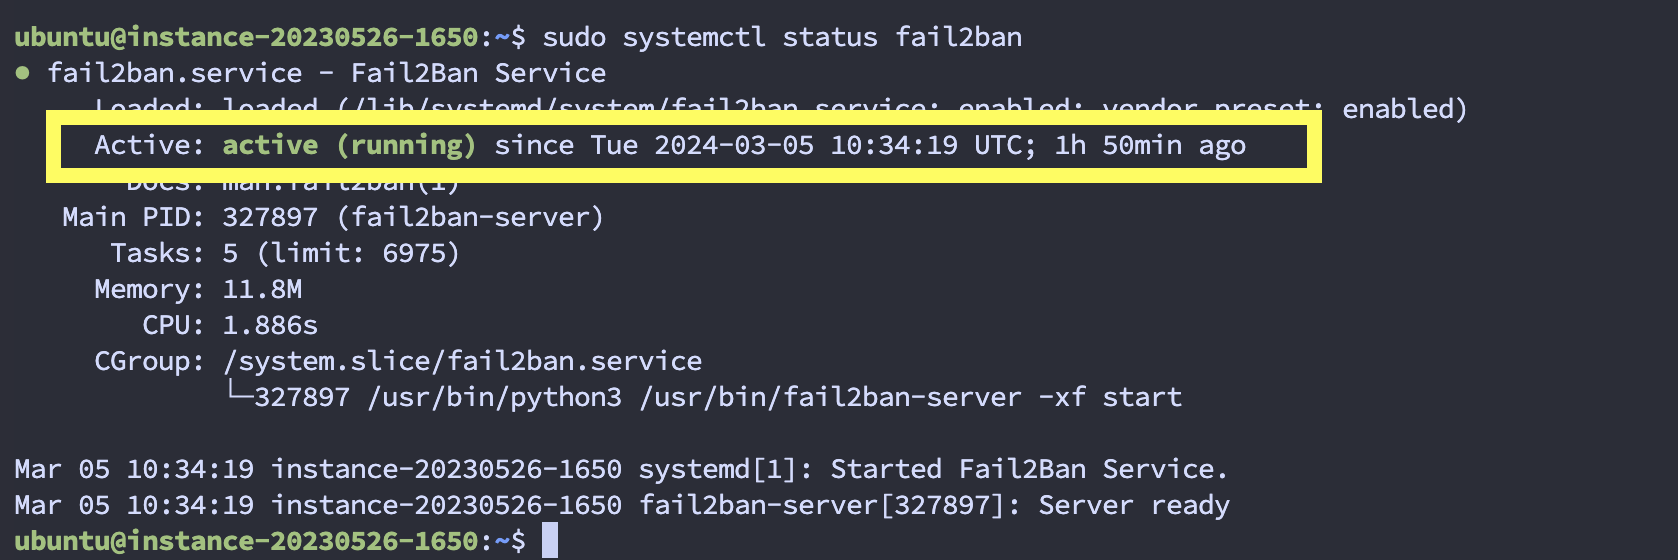 ubuntu@instance-20230526-1650:~$ sudo systemctl status fail2ban
● fail2ban.service - Fail2Ban Service
Loaded: loaded (/lib/systemd/system/fail2ban.service; enabled; vendor preset: enabled)
Active: active (running) since Tue 2024-03-05 10:34:19 UTC; 1h 50min ago
Docs: man:fail2ban(1)
Main PID: 327897 (fail2ban-server)
Tasks: 5 (limit: 6975)
Memory: 11.8M
CPU: 1.886s
CGroup: /system.slice/fail2ban.service
└─327897 /usr/bin/python3 /usr/bin/fail2ban-server -xf start
Mar 05 10:34:19 instance-20230526-1650 systemd[1]: Started Fail2Ban Service.
Mar 05 10:34:19 instance-20230526-1650 fail2ban-server[327897]: Server ready
ubuntu@instance-20230526-1650:~$